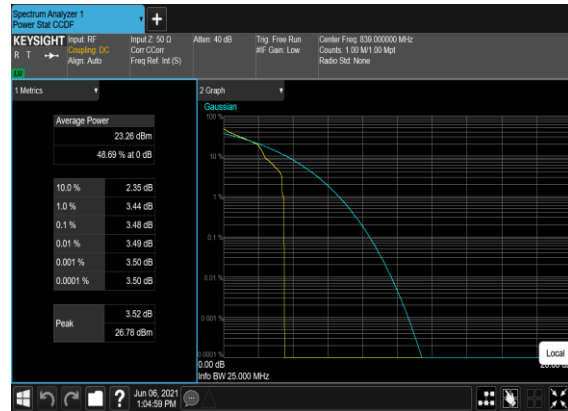 Spectrum Analyzer 1
Power Stat CCDF
KEYSIGHT
R T
LW
Input: RF
Coupling: DC
Align: Auto
Input Z: 50 Ω
Corr CCorr
Freq Ref: Int (S)
Atten: 40 dB
Trig: Free Run
#IF Gain: Low
Center Freq: 839.000000 MHz
Counts: 1.00 M/1.00 Mpt
Radio Std: None
1 Metrics
Average Power
23.26 dBm
48.69 % at 0 dB
10.0 % 2.35 dB
1.0 % 3.44 dB
0.1 % 3.48 dB
0.01 % 3.49 dB
0.001 % 3.50 dB
0.0001 % 3.50 dB
Peak
3.52 dB
26.78 dBm
2 Graph
Gaussian
100 %
10 %
1 %
0.1 %
0.01 %
0.001 %
0.0001 %
0.00 dB
Info BW 25.000 MHz
Local
Jun 06, 2021
1:04:59 PM